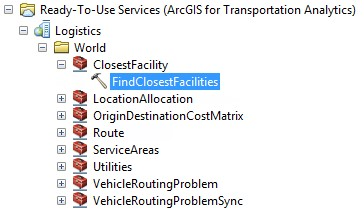 Ready-To-Use Services (ArcGIS for Transportation Analytics)
Logistics
World
ClosestFacility
FindClosestFacilities
LocationAllocation
OriginDestinationCostMatrix
Route
ServiceAreas
Utilities
VehicleRoutingProblem
VehicleRoutingProblemSync